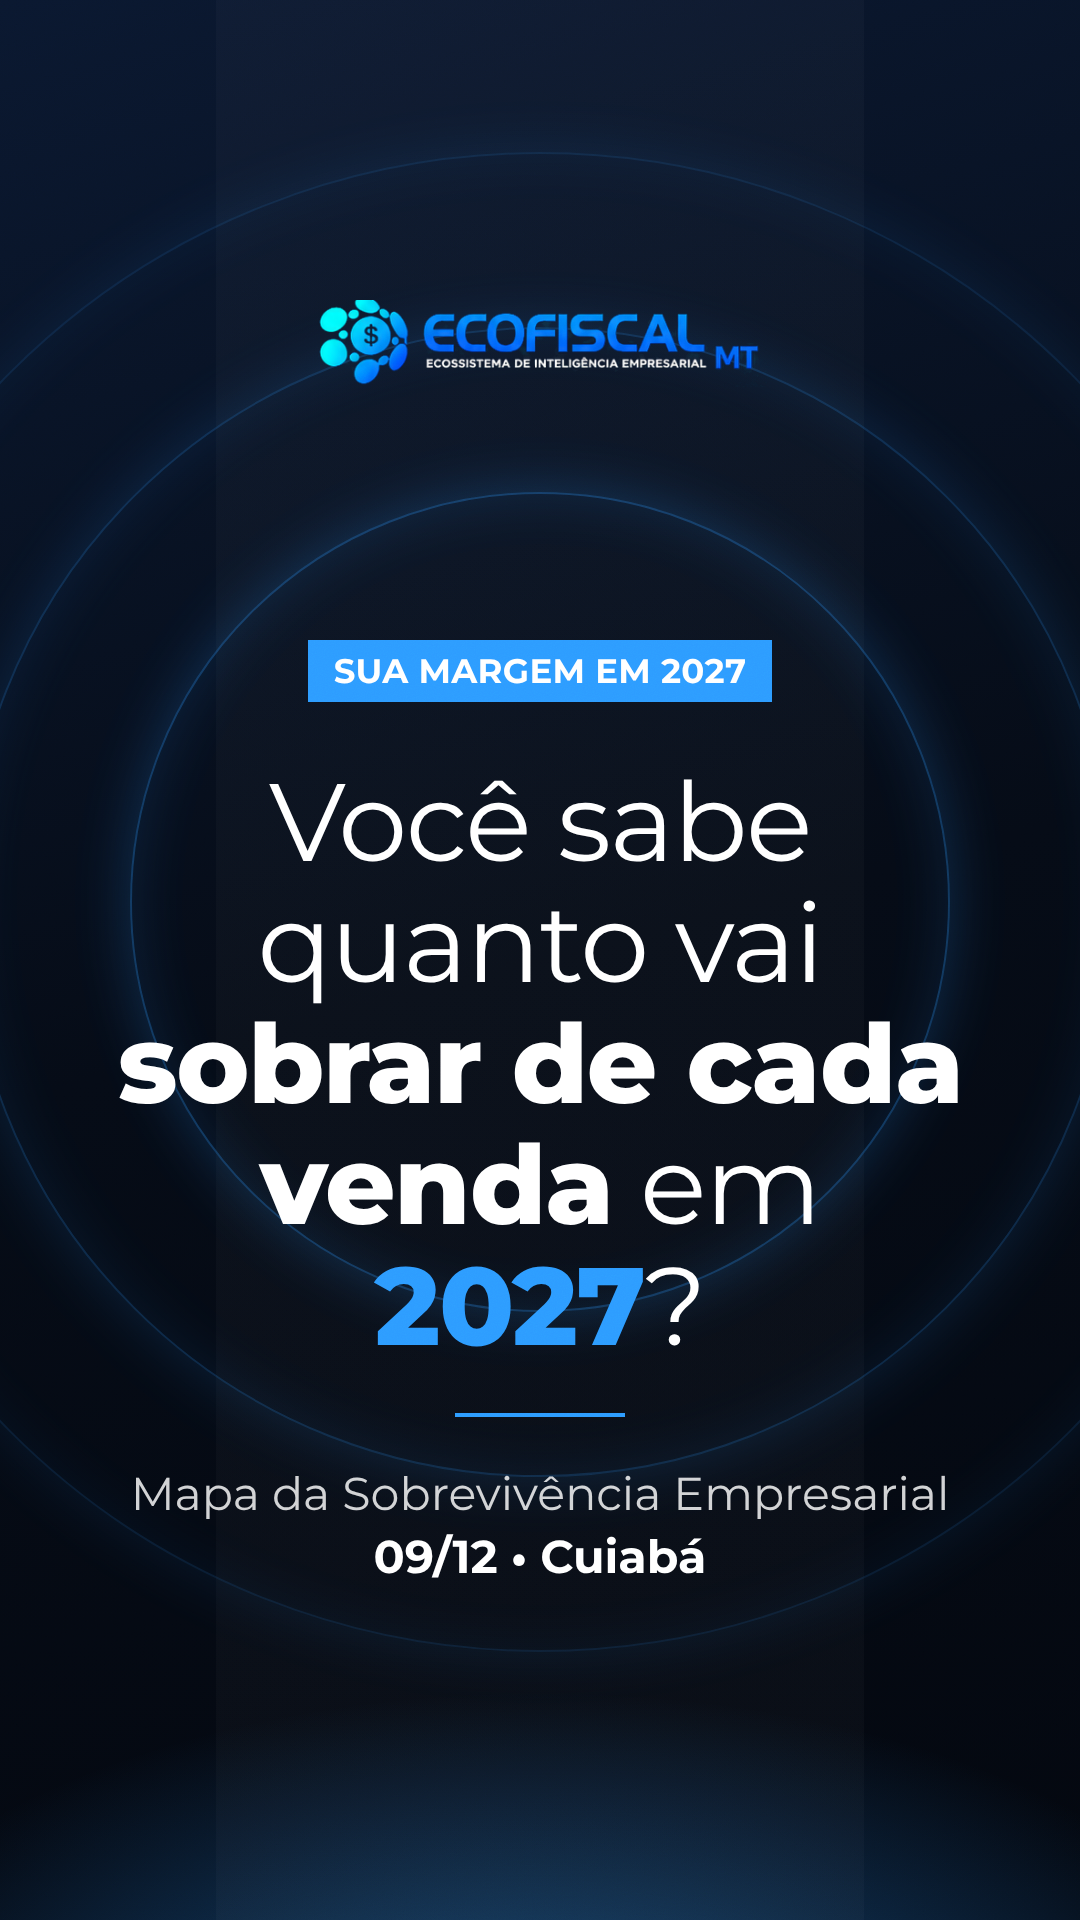 $
ECOFISCAL
ECOSSISTEMA DE INTELIGÊNCIA EMPRESARIAL MT
SUA MARGEM EM 2027
Você sabe
quanto vai
sobrar de cada
venda em
2027?
Mapa da Sobrevivência Empresarial
09/12 • Cuiabá